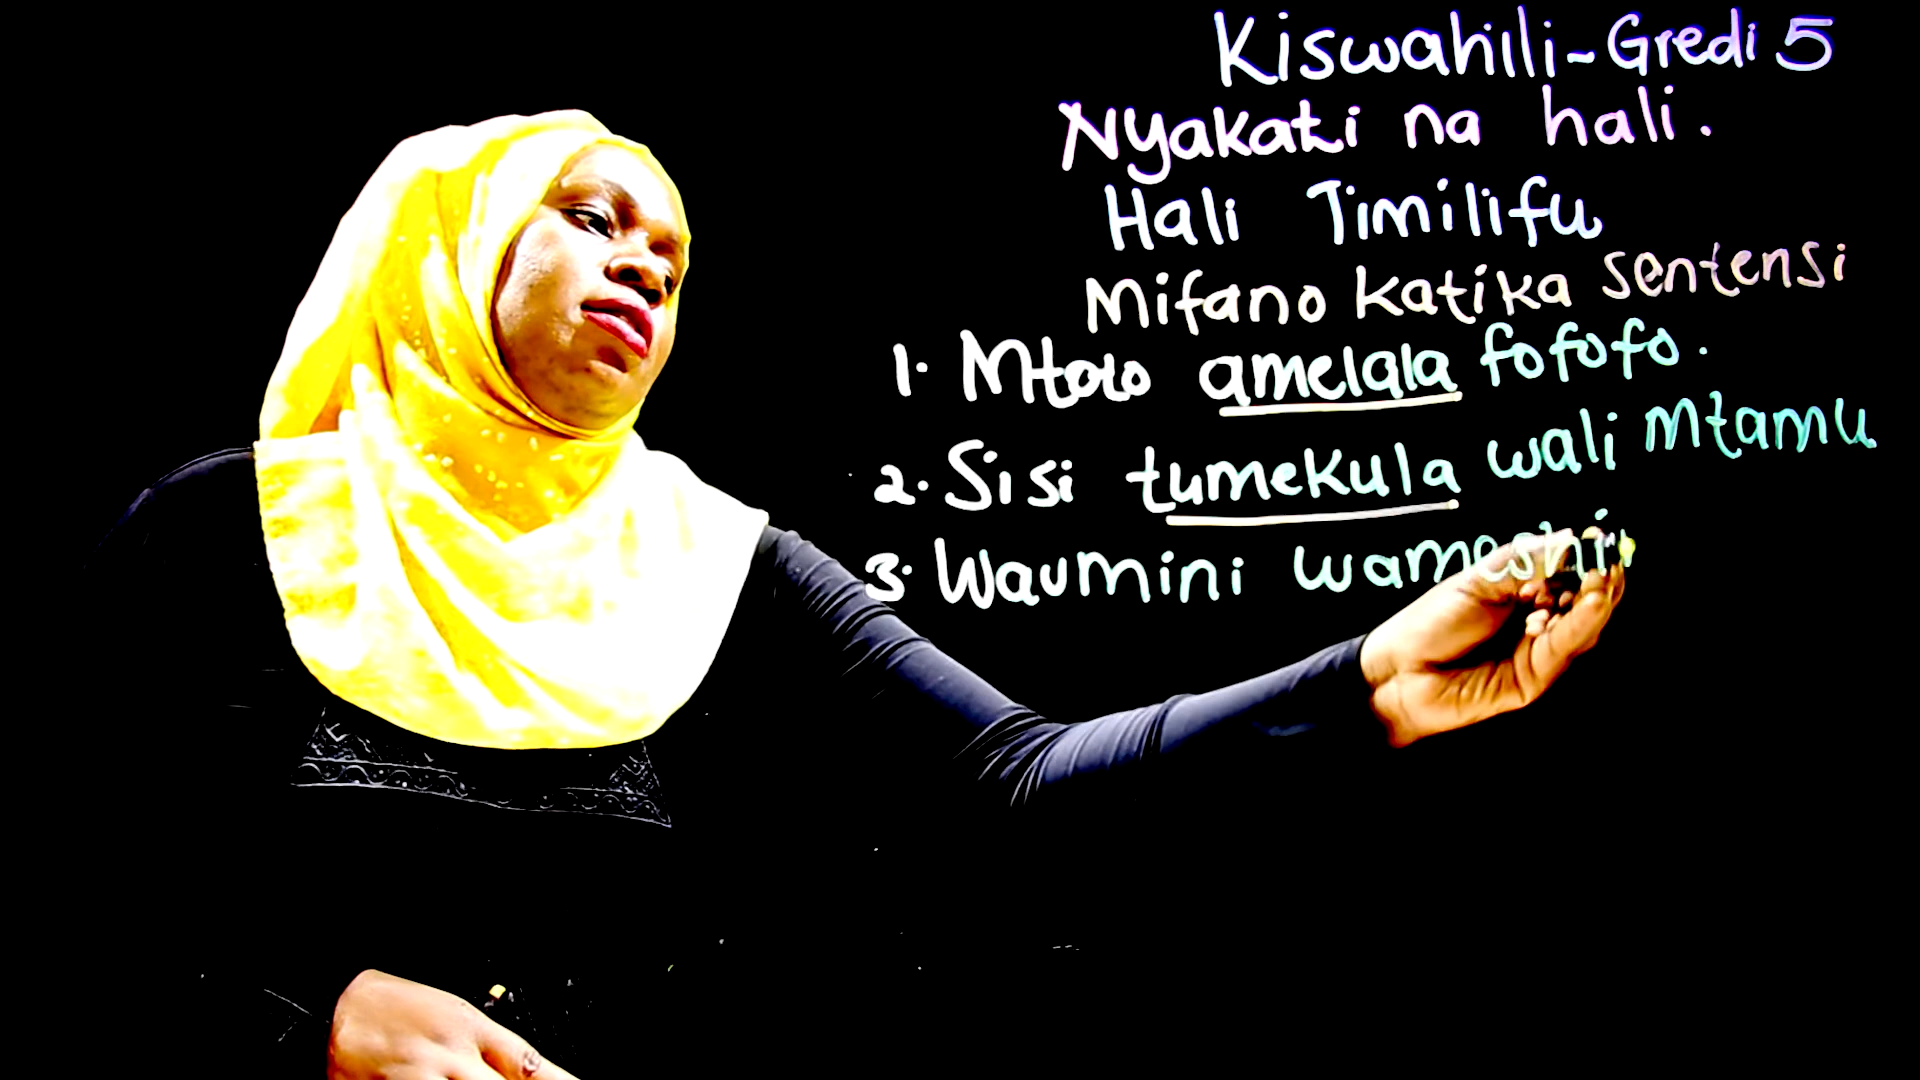 Kiswahili - Gredi 5
Nyakati na hali.
Hali Timilifu
Mifano Katika Sentensi
1. Mtoto amelala fofofo.
2. Sisi tumekula wali mtamu
3. Waumini